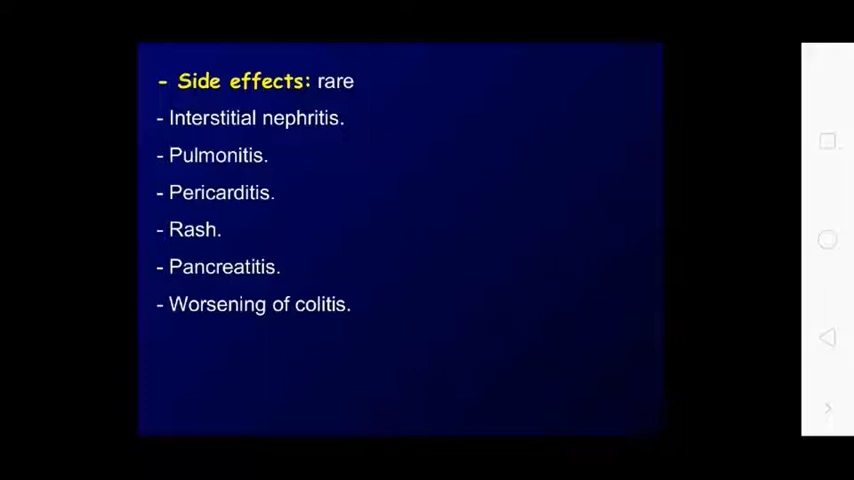 - Side effects: rare
- Interstitial nephritis.
- Pulmonitis.
- Pericarditis.
- Rash.
- Pancreatitis.
- Worsening of colitis.